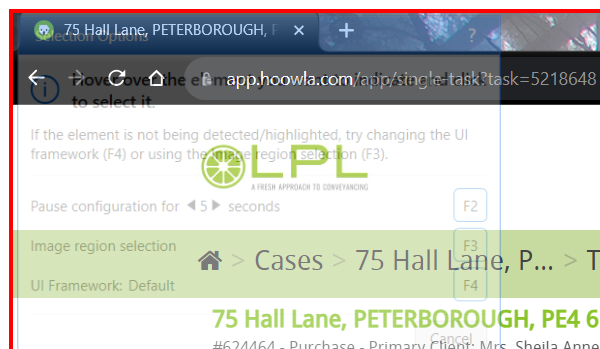 Selection Options
75 Hall Lane, PETERBOROUGH, P
?
Hover over the element
to select it.
app.hoowla.com/app/single-task?task=5218648
If the element is not being detected/highlighted, try changing the UI
framework (F4) or using the image region selection (F3).
LPL
A FRESH APPROACH TO CONVEYANCING
Pause configuration for 5 seconds F2
Image region selection F3
> Cases > 75 Hall Lane, P... > T
UI Framework: Default F4
75 Hall Lane, PETERBOROUGH, PE4 6
Cancel
#624464 - Purchase - Primary Client: Mrs. Sheila Anne